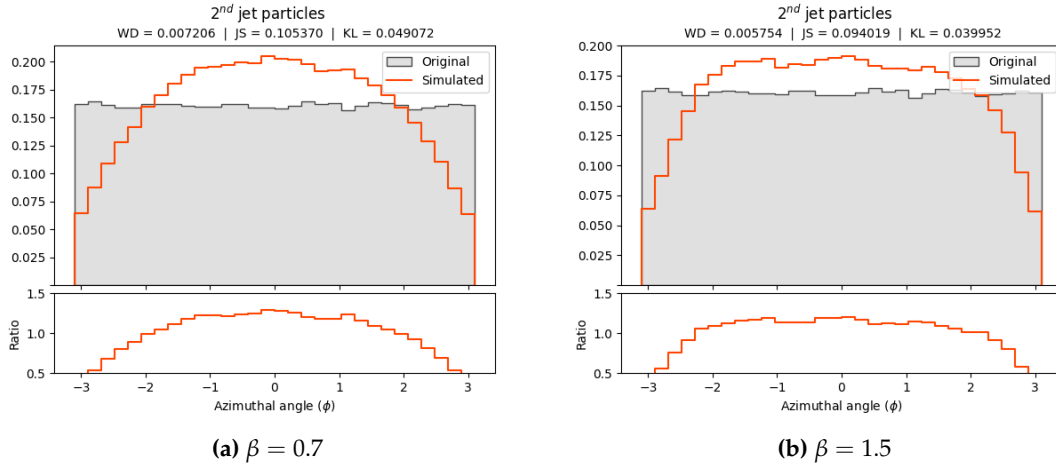 2nd jet particles
WD = 0.007206 | JS = 0.105370 | KL = 0.049072
0.200
0.175
0.150
0.125
0.100
0.075
0.050
0.025
Original
Simulated
1.5
1.0
0.5
Ratio
−3 −2 −1 0 1 2 3
Azimuthal angle (ϕ)
(a) β = 0.7
2nd jet particles
WD = 0.005754 | JS = 0.094019 | KL = 0.039952
0.200
0.175
0.150
0.125
0.100
0.075
0.050
0.025
Original
Simulated
1.5
1.0
0.5
Ratio
−3 −2 −1 0 1 2 3
Azimuthal angle (ϕ)
(b) β = 1.5